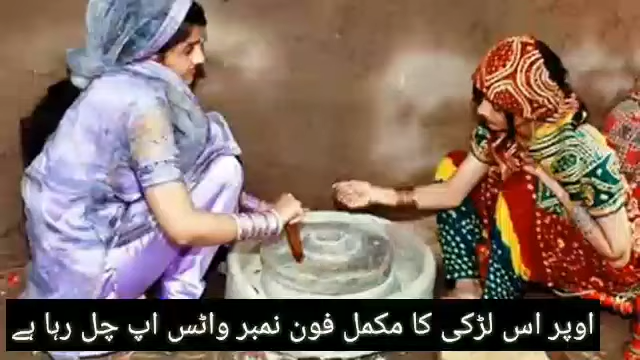 اوپر اس لڑکی کا مکمل فون نمبر واٹس اپ چل رہا ہے